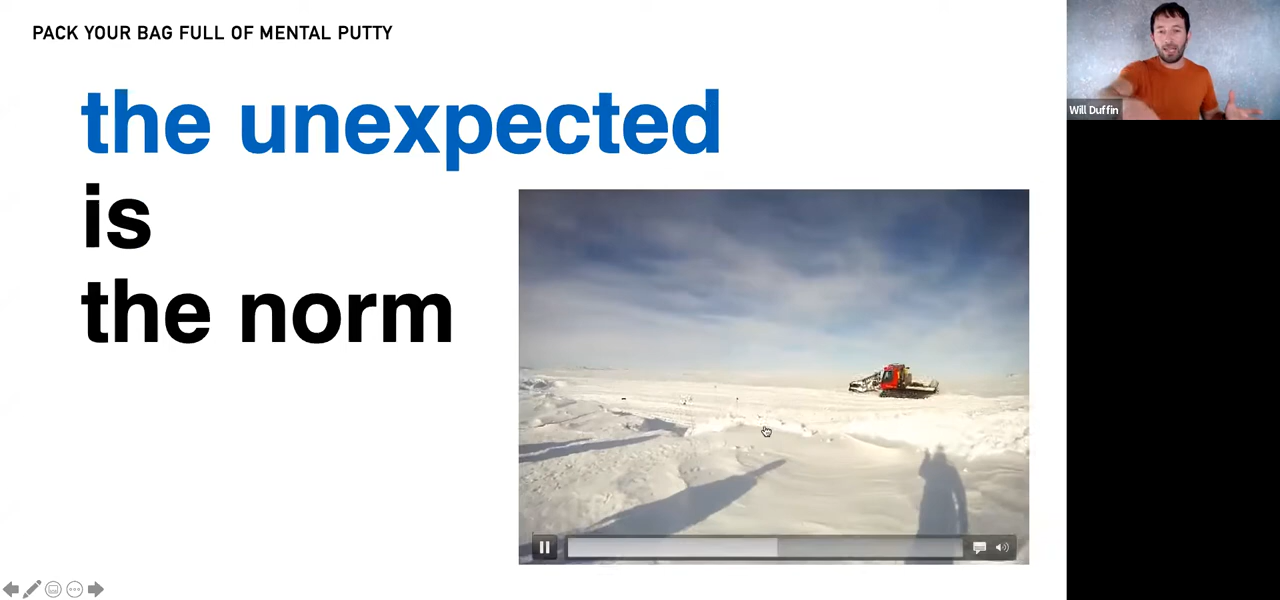 PACK YOUR BAG FULL OF MENTAL PUTTY
the unexpected
is
the norm
Will Duffin